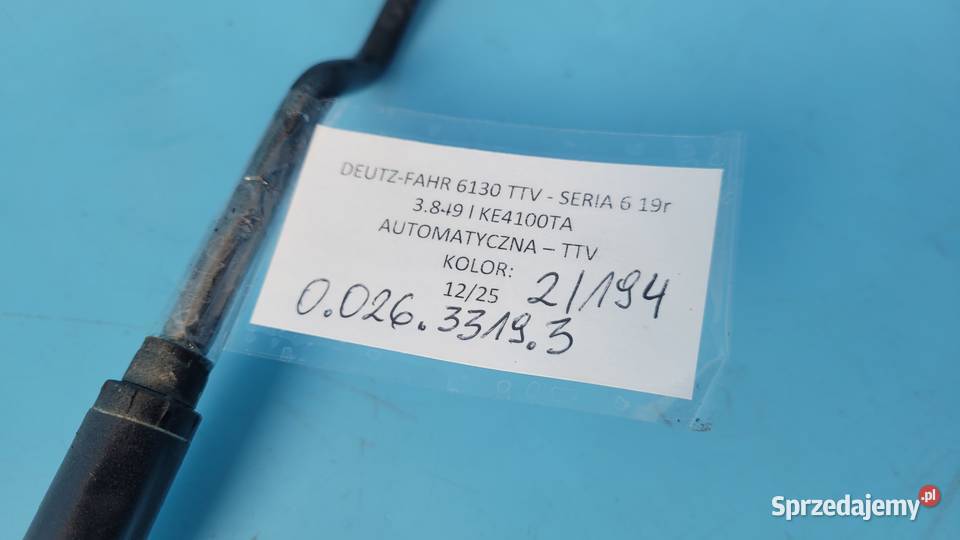 DEUTZ-FAHR 6130 TTV - SERIA 6 19r
3.849 l KE4100TA
AUTOMATYCZNA – TTV
KOLOR:
12/25 21/194
0.026.3319.3
Sprzedajemy.pl